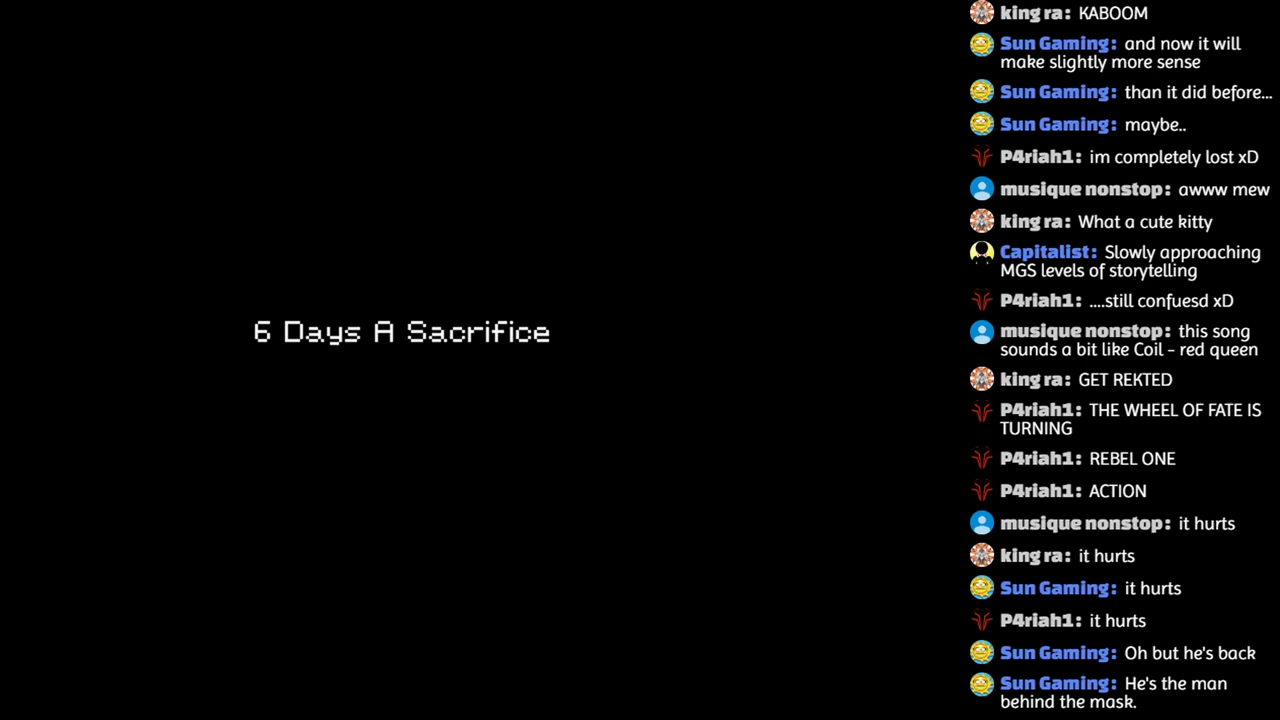 6 Days A Sacrifice
king ra: KABOOM
Sun Gaming: and now it will
make slightly more sense
Sun Gaming: than it did before...
Sun Gaming: maybe..
P4riah1: im completely lost xD
musique nonstop: awww mew
king ra: What a cute kitty
Capitalist: Slowly approaching
MGS levels of storytelling
P4riah1: ....still confuesd xD
musique nonstop: this song
sounds a bit like Coil - red queen
king ra: GET REKTED
P4riah1: THE WHEEL OF FATE IS
TURNING
P4riah1: REBEL ONE
P4riah1: ACTION
musique nonstop: it hurts
king ra: it hurts
Sun Gaming: it hurts
P4riah1: it hurts
Sun Gaming: Oh but he's back
Sun Gaming: He's the man
behind the mask.